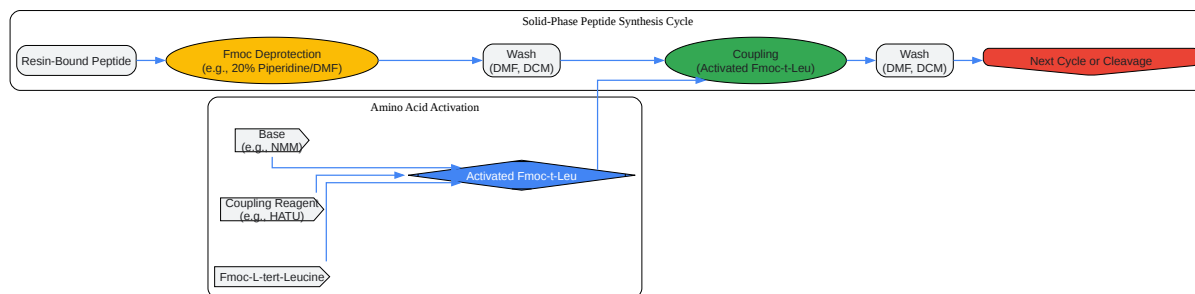 Solid-Phase Peptide Synthesis Cycle
Resin-Bound Peptide
Fmoc Deprotection
(e.g., 20% Piperidine/DMF)
Wash
(DMF, DCM)
Coupling
(Activated Fmoc-t-Leu)
Wash
(DMF, DCM)
Next Cycle or Cleavage
Amino Acid Activation
Base
(e.g., NMM)
Activated Fmoc-t-Leu
Coupling Reagent
(e.g., HATU)
Fmoc-L-tert-Leucine